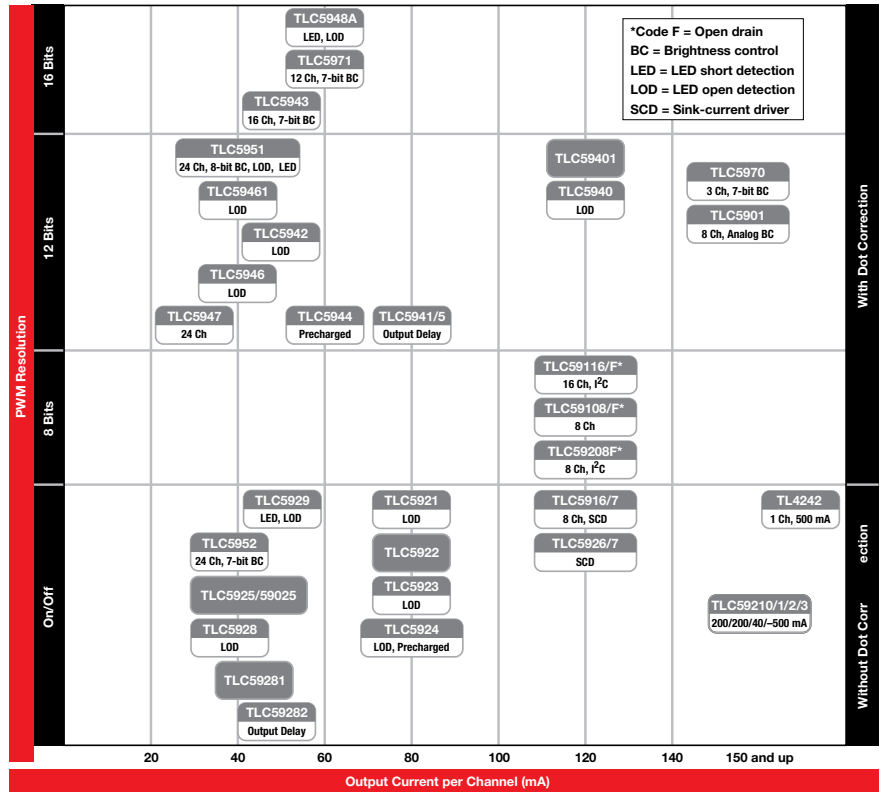 TLC5948A
LED, LOD
TLC5971
12 Ch, 7-bit BC
TLC5943
16 Ch, 7-bit BC
*Code F = Open drain
BC = Brightness control
LED = LED short detection
LOD = LED open detection
SCD = Sink-current driver
16 Bits
TLC5951
24 Ch, 8-bit BC, LOD, LED
TLC59461
LOD
TLC5942
LOD
TLC5946
LOD
TLC5947
24 Ch
TLC5944
Precharged
TLC5941/5
Output Delay
TLC59401
TLC5940
LOD
TLC5970
3 Ch, 7-bit BC
TLC5901
8 Ch, Analog BC
12 Bits
With Dot Correction
PWM Resolution
TLC59116/F*
16 Ch, I²C
TLC59108/F*
8 Ch
TLC59208F*
8 Ch, I²C
8 Bits
TLC5929
LED, LOD
TLC5952
24 Ch, 7-bit BC
TLC5925/59025
TLC5928
LOD
TLC59281
TLC59282
Output Delay
TLC5921
LOD
TLC5922
TLC5923
LOD
TLC5924
LOD, Precharged
TLC5916/7
8 Ch, SCD
TLC5926/7
SCD
TL4242
1 Ch, 500 mA
TLC59210/1/2/3
200/200/40/–500 mA
On/Off
Without Dot Corr ection
20 40 60 80 100 120 140 150 and up
Output Current per Channel (mA)